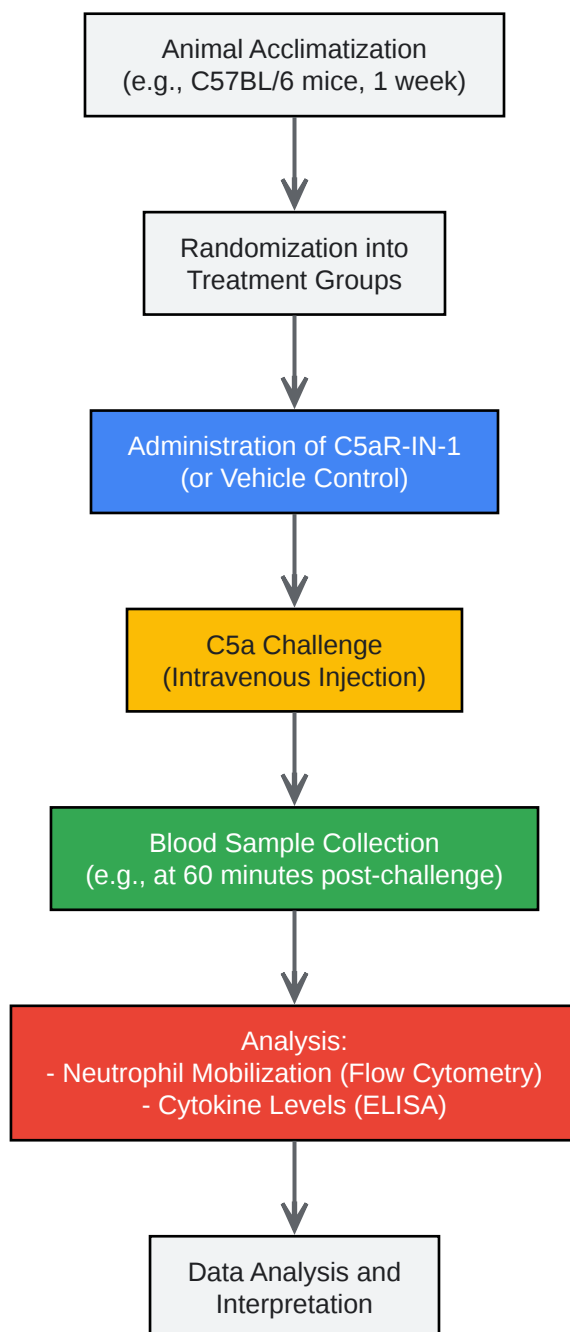 Animal Acclimatization
(e.g., C57BL/6 mice, 1 week)
Randomization into
Treatment Groups
Administration of C5aR-IN-1
(or Vehicle Control)
C5a Challenge
(Intravenous Injection)
Blood Sample Collection
(e.g., at 60 minutes post-challenge)
Analysis:
- Neutrophil Mobilization (Flow Cytometry)
- Cytokine Levels (ELISA)
Data Analysis and
Interpretation